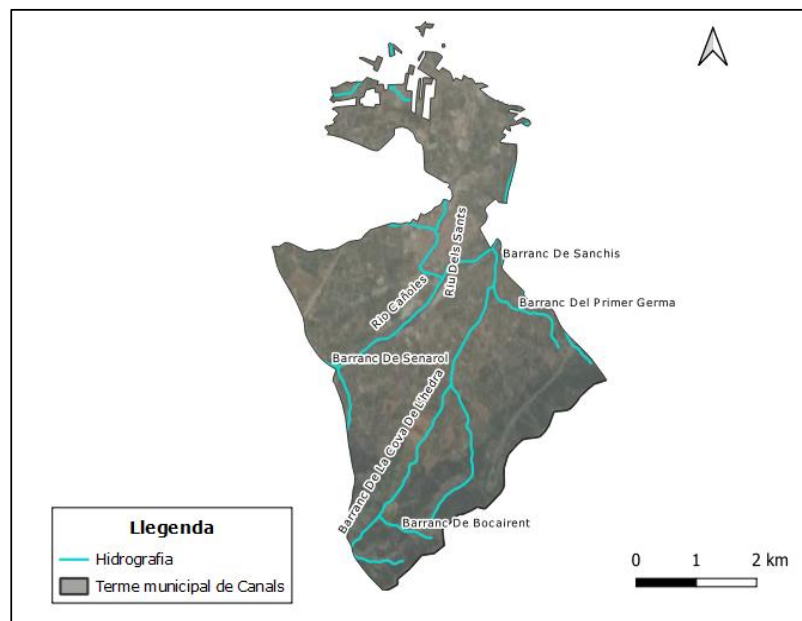 Barranc De Sanchis
Riu Dels Sants
Barranc Del Primer Germa
Río Cañoles
Barranc De Senarol
Barranc De La Cova De L'hedra
Barranc De Bocairent
Llegenda
Hidrografia
Terme municipal de Canals
0 1 2 km